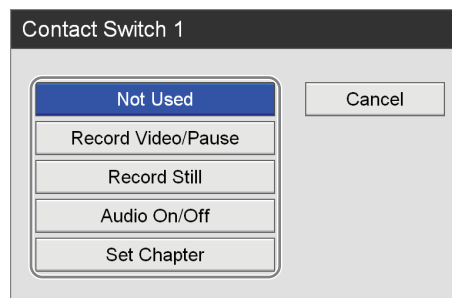 Contact Switch 1
Not Used
Cancel
Record Video/Pause
Record Still
Audio On/Off
Set Chapter